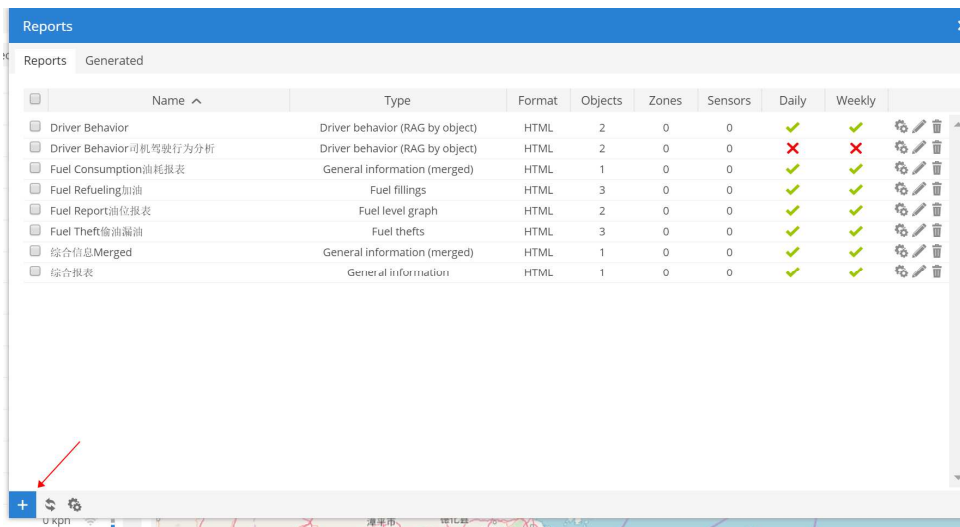 Reports
Reports Generated
Name Type Format Objects Zones Sensors Daily Weekly
Driver Behavior Driver behavior (RAG by object) HTML 2 0 0
Driver Behavior司机驾驶行为分析 Driver behavior (RAG by object) HTML 2 0 0
Fuel Consumption油耗报表 General information (merged) HTML 1 0 0
Fuel Refueling加油 Fuel fillings HTML 3 0 0
Fuel Report油位报表 Fuel level graph HTML 2 0 0
Fuel Theft偷油漏油 Fuel thefts HTML 3 0 0
综合信息Merged General information (merged) HTML 1 0 0
综合报表 General information HTML 1 0 0
0 kph 漳平市